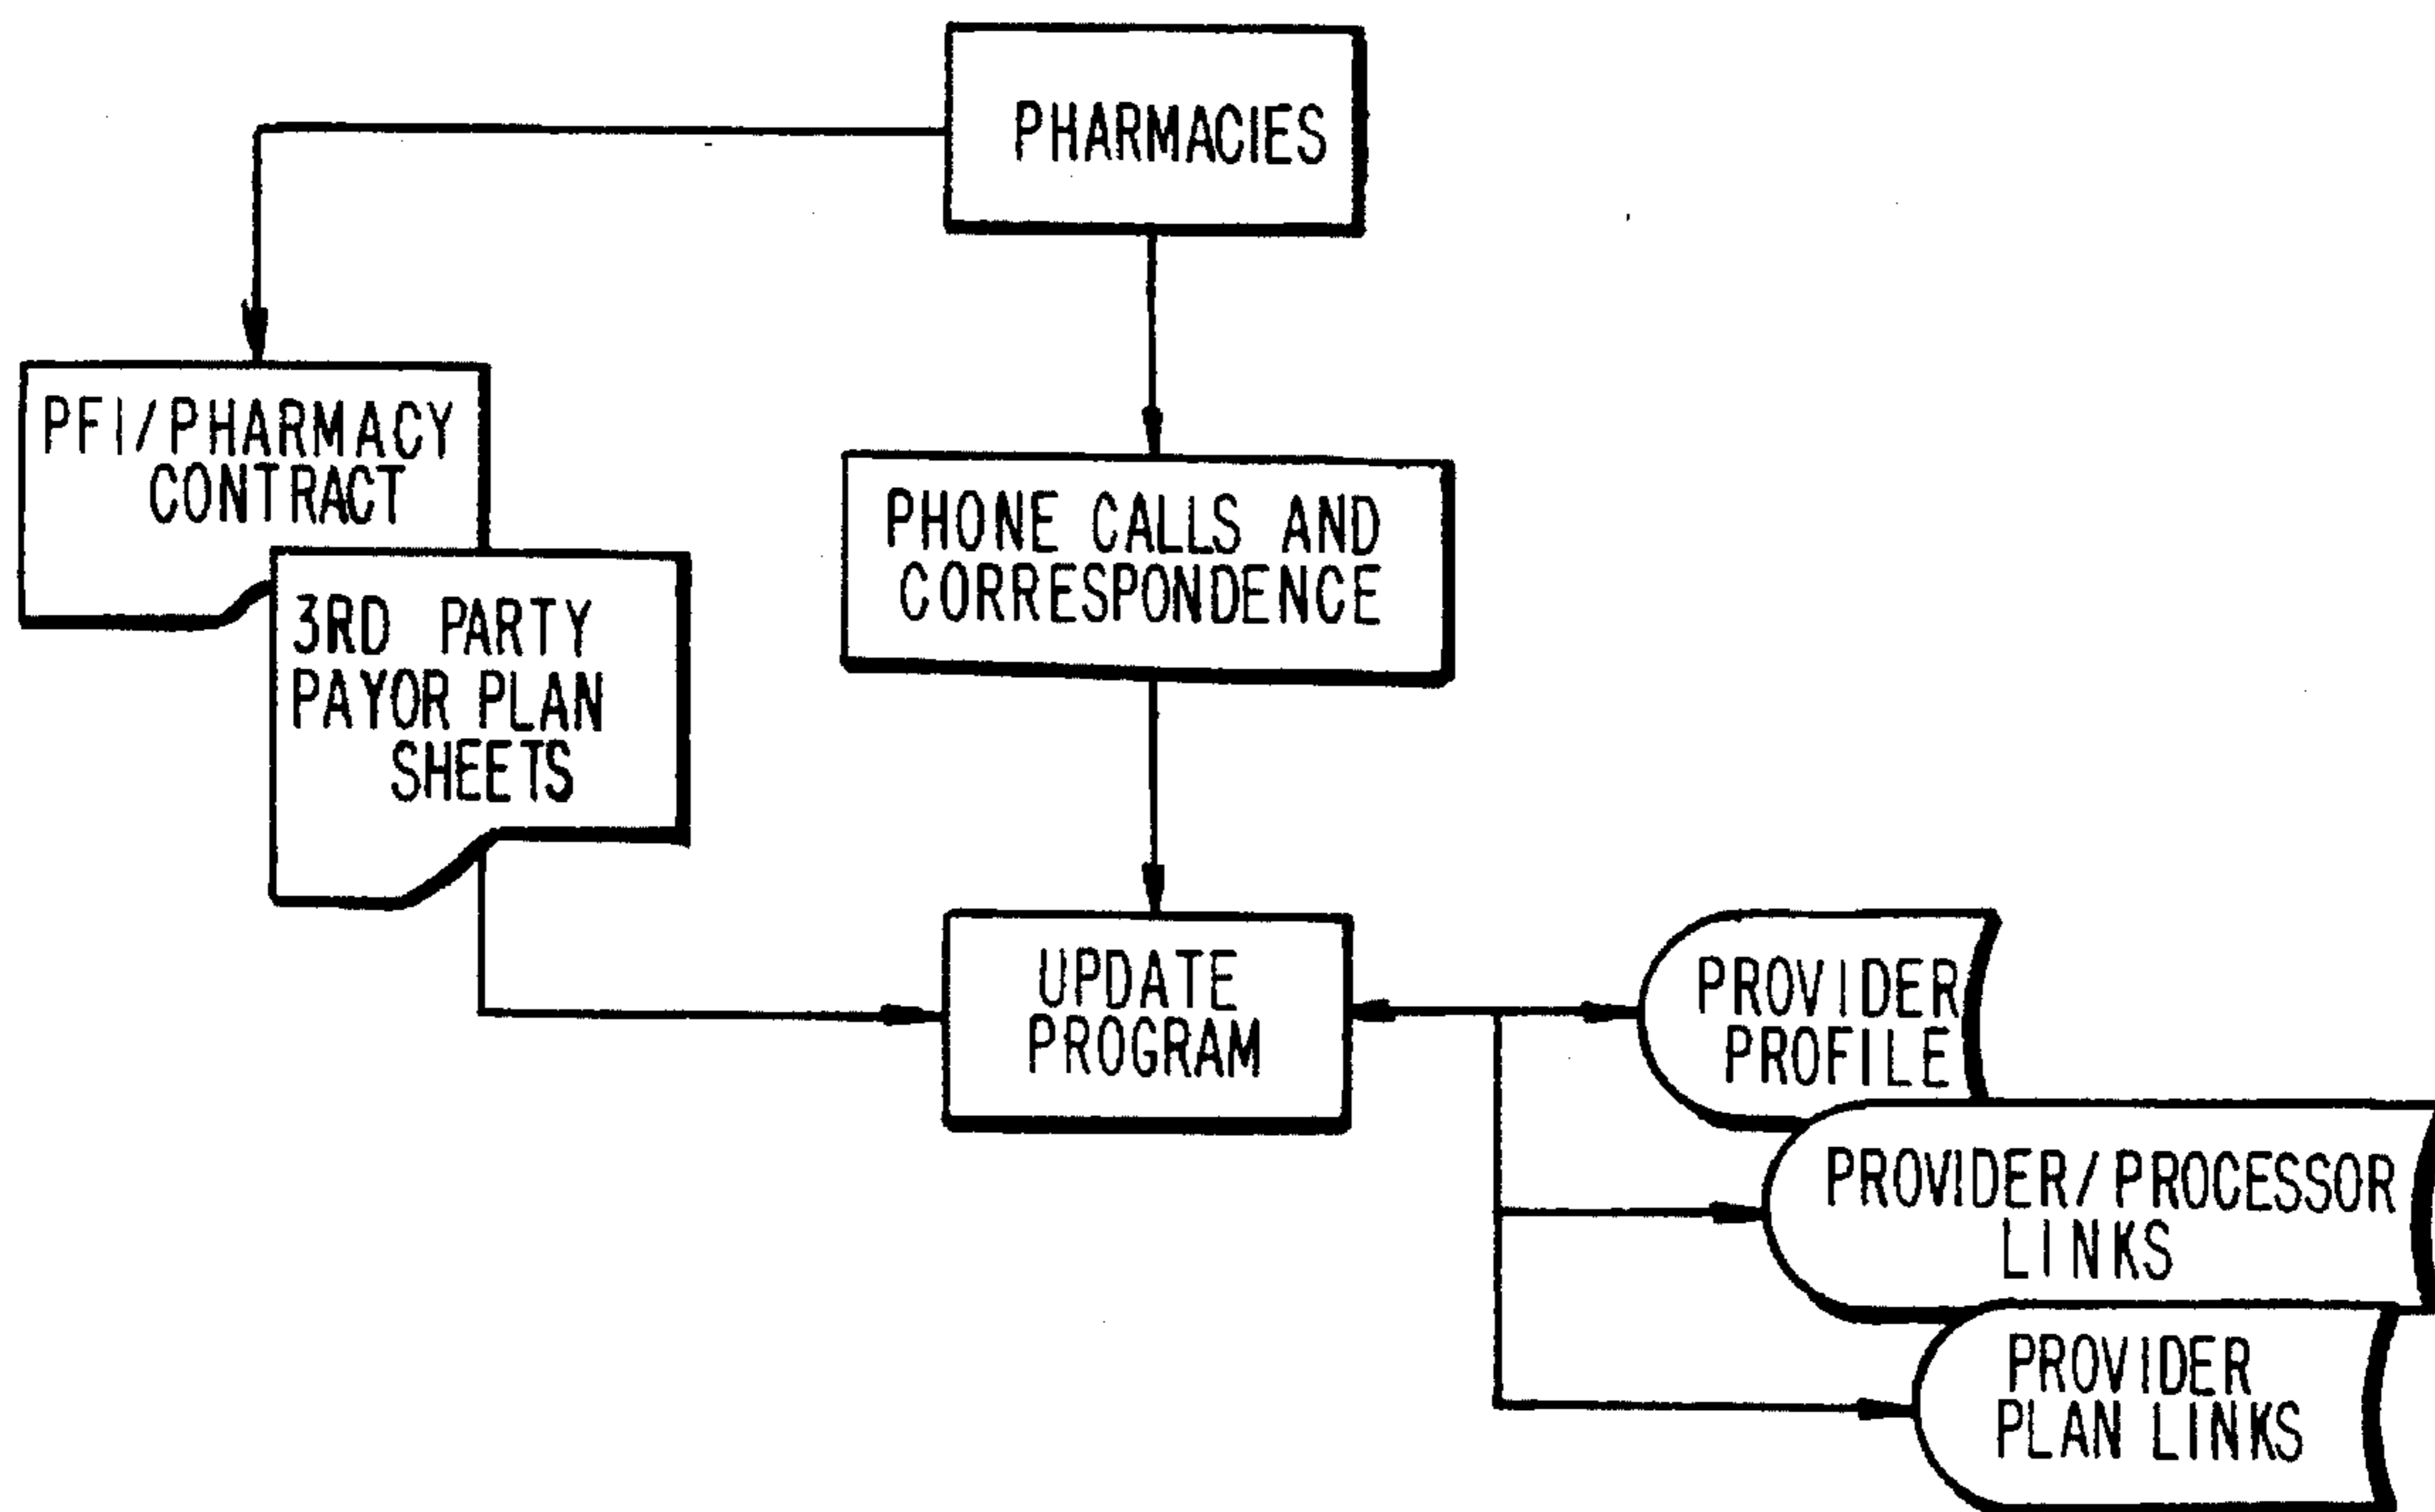 PHARMACIES
PFI/PHARMACY
CONTRACT
PHONE CALLS AND
CORRESPONDENCE
3RD PARTY
PAYOR PLAN
SHEETS
UPDATE
PROGRAM
PROVIDER
PROFILE
PROVIDER/PROCESSOR
LINKS
PROVIDER
PLAN LINKS